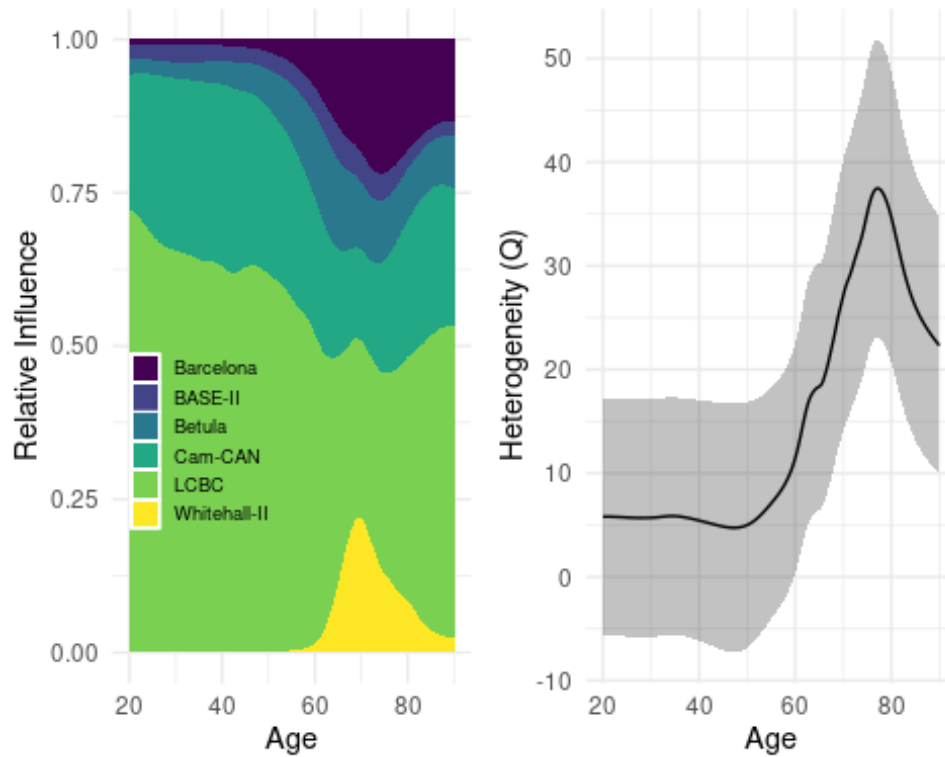 Relative Influence
1.00
0.75
0.50
0.25
0.00
Barcelona
BASE-II
Betula
Cam-CAN
LCBC
Whitehall-II
20 40 60 80
Age
Heterogeneity (Q)
50
40
30
20
10
0
-10
20 40 60 80
Age